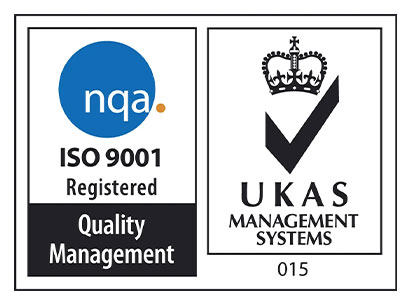 nqa.
ISO 9001
Registered
Quality
Management
UKAS
MANAGEMENT
SYSTEMS
015